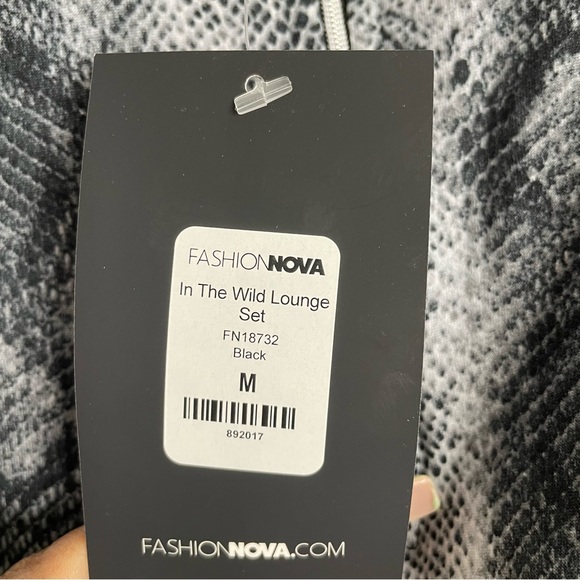 FASHIONNOVA
In The Wild Lounge
Set
FN18732
Black
M
892017
FASHIONNOVA.COM